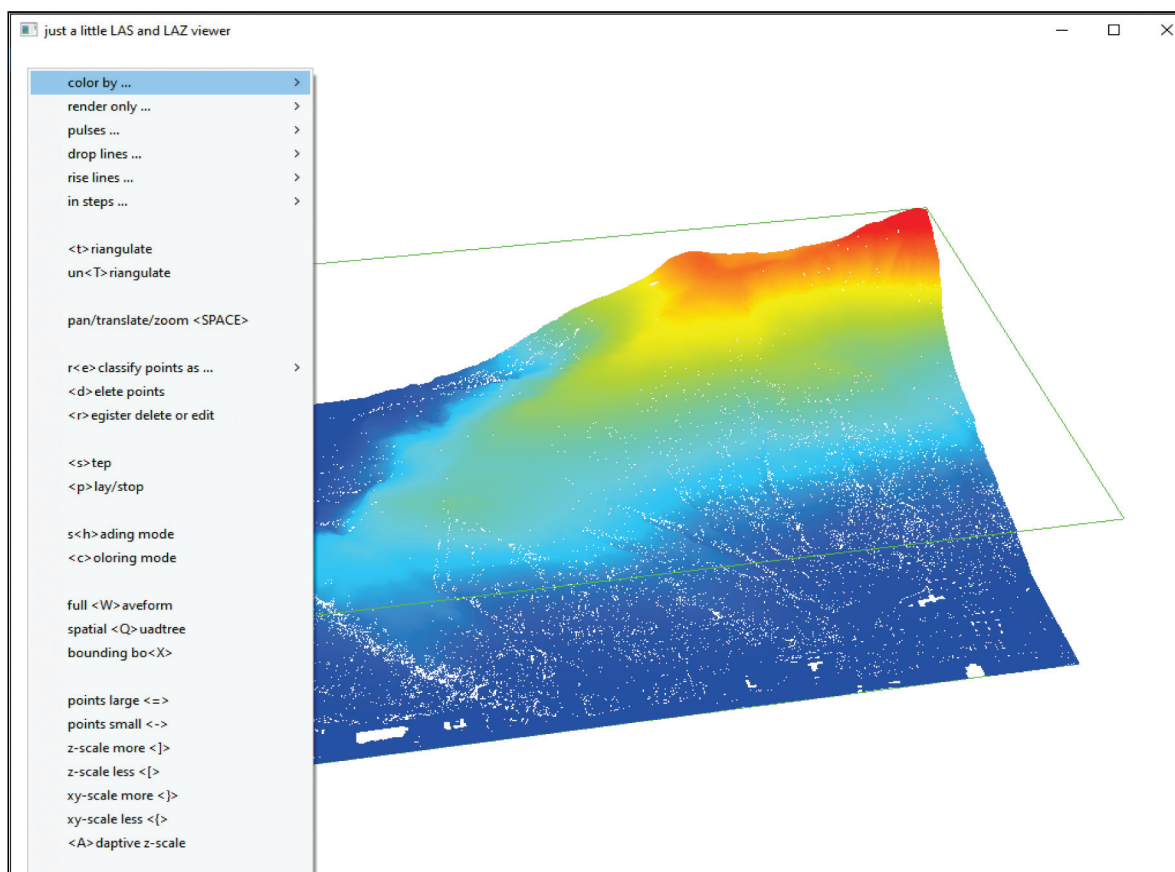 just a little LAS and LAZ viewer
color by ...
render only ...
pulses ...
drop lines ...
rise lines ...
in steps ...
<t>riangulate
un<T>riangulate
pan/translate/zoom <SPACE>
r<e>classify points as ...
<d>elete points
<r>egister delete or edit
<s>tep
<p>lay/stop
s<h>ading mode
<c>oloring mode
full <W>aveform
spatial <Q>uadtree
bounding bo<X>
points large <=>
points small <->
z-scale more <]>
z-scale less <[>
xy-scale more <}>
xy-scale less <{>
<A>daptive z-scale